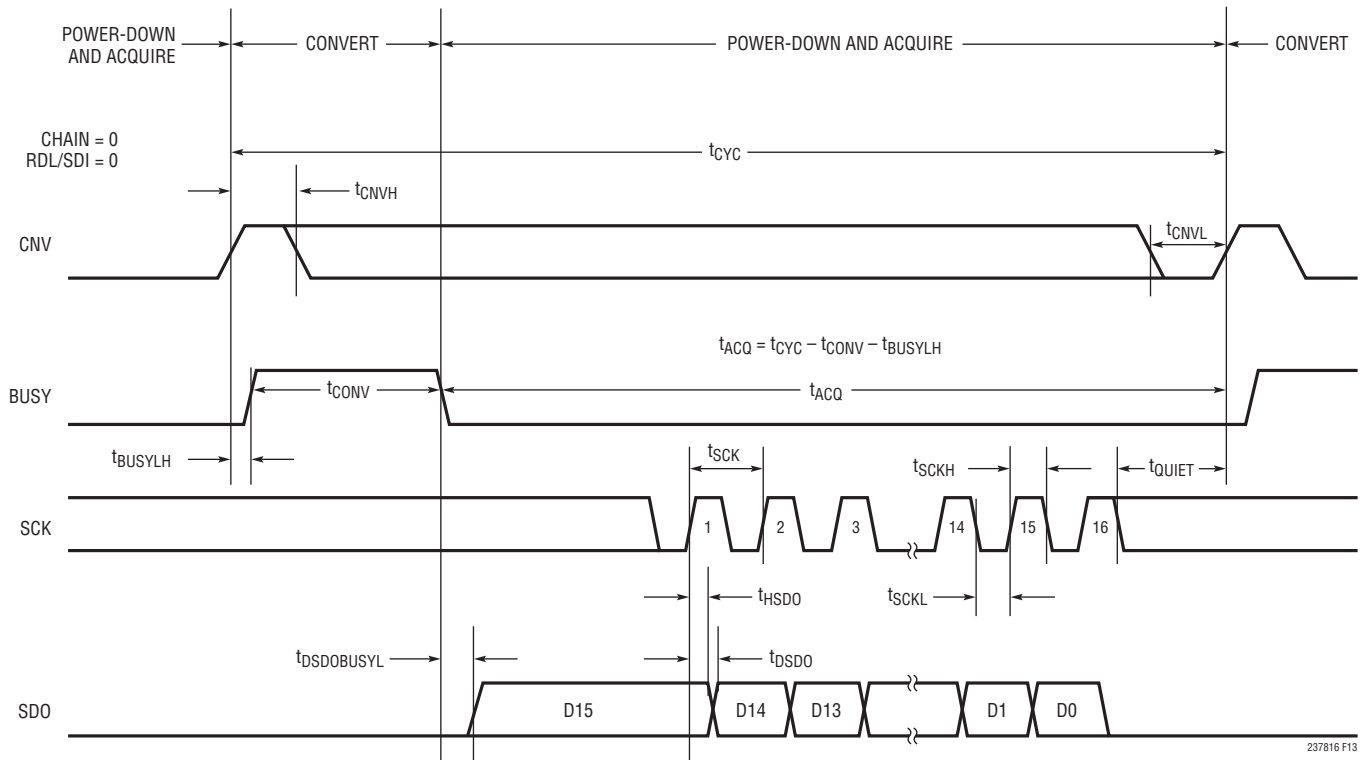 POWER-DOWN
AND ACQUIRE
CONVERT
POWER-DOWN AND ACQUIRE
CONVERT
CHAIN = 0
RDL/SDI = 0
tCYC
tCNVH
CNV
tCNVL
tACQ = tCYC – tCONV – tBUSYLH
BUSY
tCONV
tACQ
tBUSYLH
tSCK
tSCKH
tQUIET
SCK
1
2
3
14
15
16
tHSDO
tSCKL
tDSDOBUSYL
tDSDO
SDO
D15
D14
D13
D1
D0
237816 F13